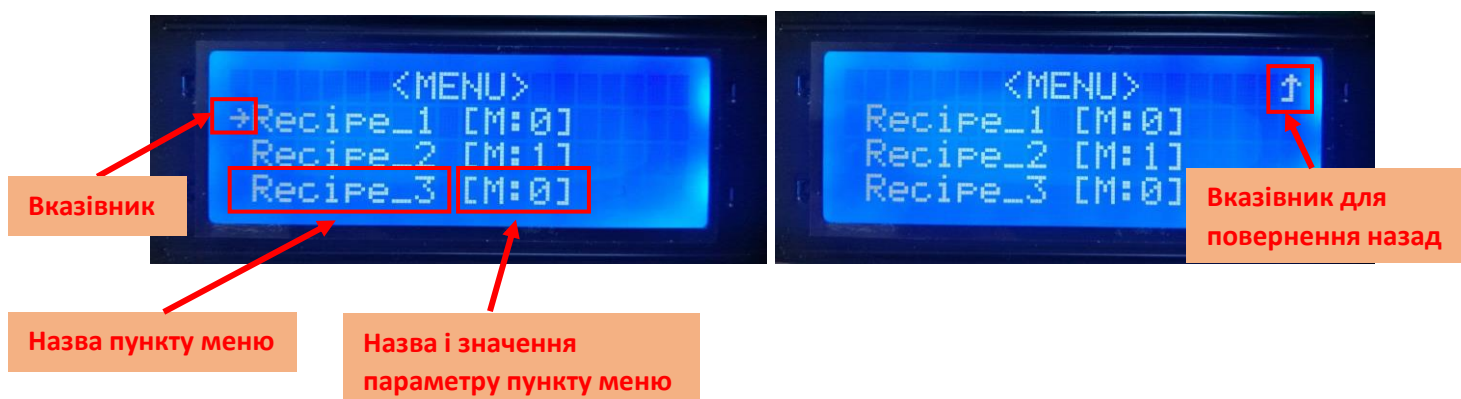 <MENU>
→Recipe_1 [M:0]
Recipe_2 [M:1]
Recipe_3 [M:0]
Вказівник
Назва пункту меню
Назва і значення
параметру пункту меню
<MENU>
Recipe_1 [M:0]
Recipe_2 [M:1]
Recipe_3 [M:0]
Вказівник для
повернення назад